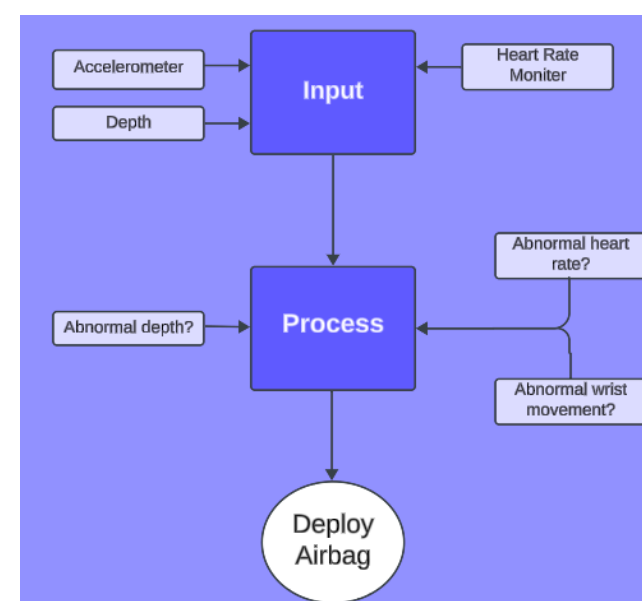 Accelerometer
Input
Heart Rate
Moniter
Depth
Abnormal heart
rate?
Abnormal depth?
Process
Abnormal wrist
movement?
Deploy
Airbag